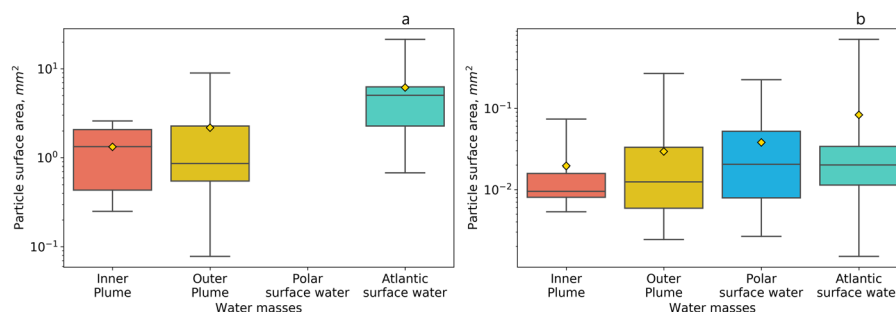 a
Particle surface area, mm²
10¹
10⁰
10⁻¹
Inner
Plume
Outer
Plume
Polar
surface water
Atlantic
surface water
Water masses
b
Particle surface area, mm²
10⁻¹
10⁻²
Inner
Plume
Outer
Plume
Polar
surface water
Atlantic
surface water
Water masses